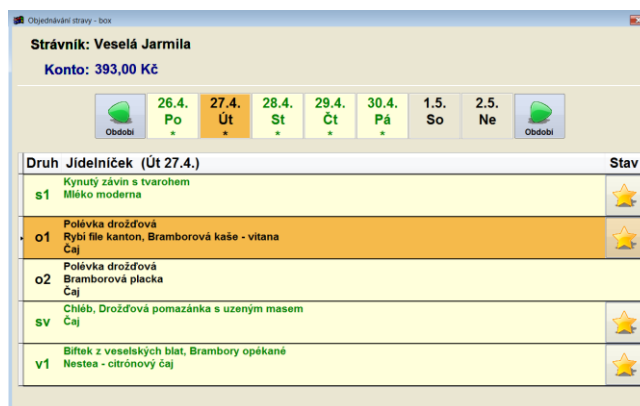 Objednávání stravy - box
Strávník: Veselá Jarmila
Konto: 393,00 Kč
Období
26.4. Po *
27.4. Út *
28.4. St *
29.4. Čt *
30.4. Pá *
1.5. So
2.5. Ne
Období
Druh Jídelníček (Út 27.4.) Stav
s1 Kynutý závin s tvarohem
Mléko moderna
o1 Polévka drožďová
Rybí file kanton, Bramborová kaše - vitana
Čaj
o2 Polévka drožďová
Bramborová placka
Čaj
sv Chléb, Drožďová pomazánka s uzeným masem
Čaj
v1 Biftek z veselských blat, Brambory opékané
Nestea - citrónový čaj